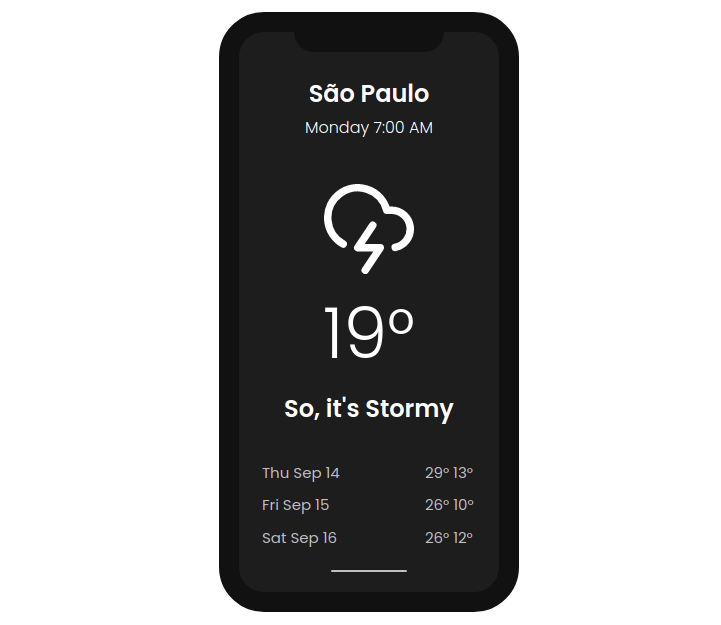 São Paulo
Monday 7:00 AM
19º
So, it's Stormy
Thu Sep 14 29º 13º
Fri Sep 15 26º 10º
Sat Sep 16 26º 12º